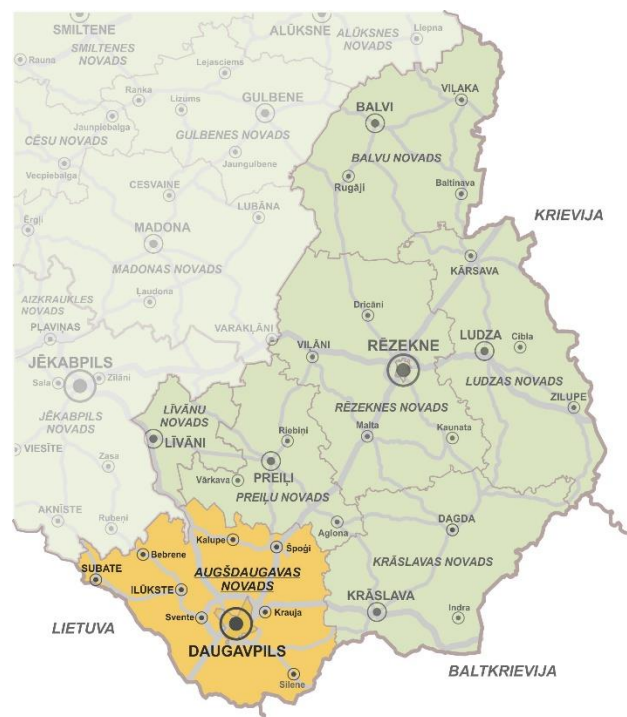 SMILTENE
ALŪKSNE
Liepna
SMILTENES
NOVADS
ALŪKSNES
NOVADS
Rauna
Lejasciems
Ranka
Lizums
GULBENE
BALVI
VIĻAKA
Jaunpiebalga
CĒSU NOVADS
GULBENES NOVADS
Jaungulbene
BALVU NOVADS
Vecpiebalga
CESVAINE
Rugāji
Baltinava
LUBĀNA
Ērgļi
MADONA
KRIEVIJA
MADONAS NOVADS
KĀRSAVA
Ļaudona
AIZKRAUKLES
NOVADS
Dricāni
PĻAVIŅAS
VARAKĻĀNI
VIĻĀNI
RĒZEKNE
LUDZA
Cibla
JĒKABPILS
Sala
Zīlāni
LUDZAS NOVADS
LĪVĀNU
NOVADS
RĒZEKNES NOVADS
ZILUPE
JĒKABPILS
NOVADS
LĪVĀNI
Riebiņi
Malta
Kaunata
VIESĪTE
Zasa
PREIĻI
Vārkava
PREIĻU NOVADS
AKNĪSTE
Rubeņi
Aglona
DAGDA
Kalupe
Špoģi
Bebrene
KRĀSLAVAS NOVADS
SUBATE
AUGŠDAUGAVAS
NOVADS
ILŪKSTE
KRĀSLAVA
Indra
Svente
Krauja
LIETUVA
DAUGAVPILS
BALTKRIEVIJA
Silene